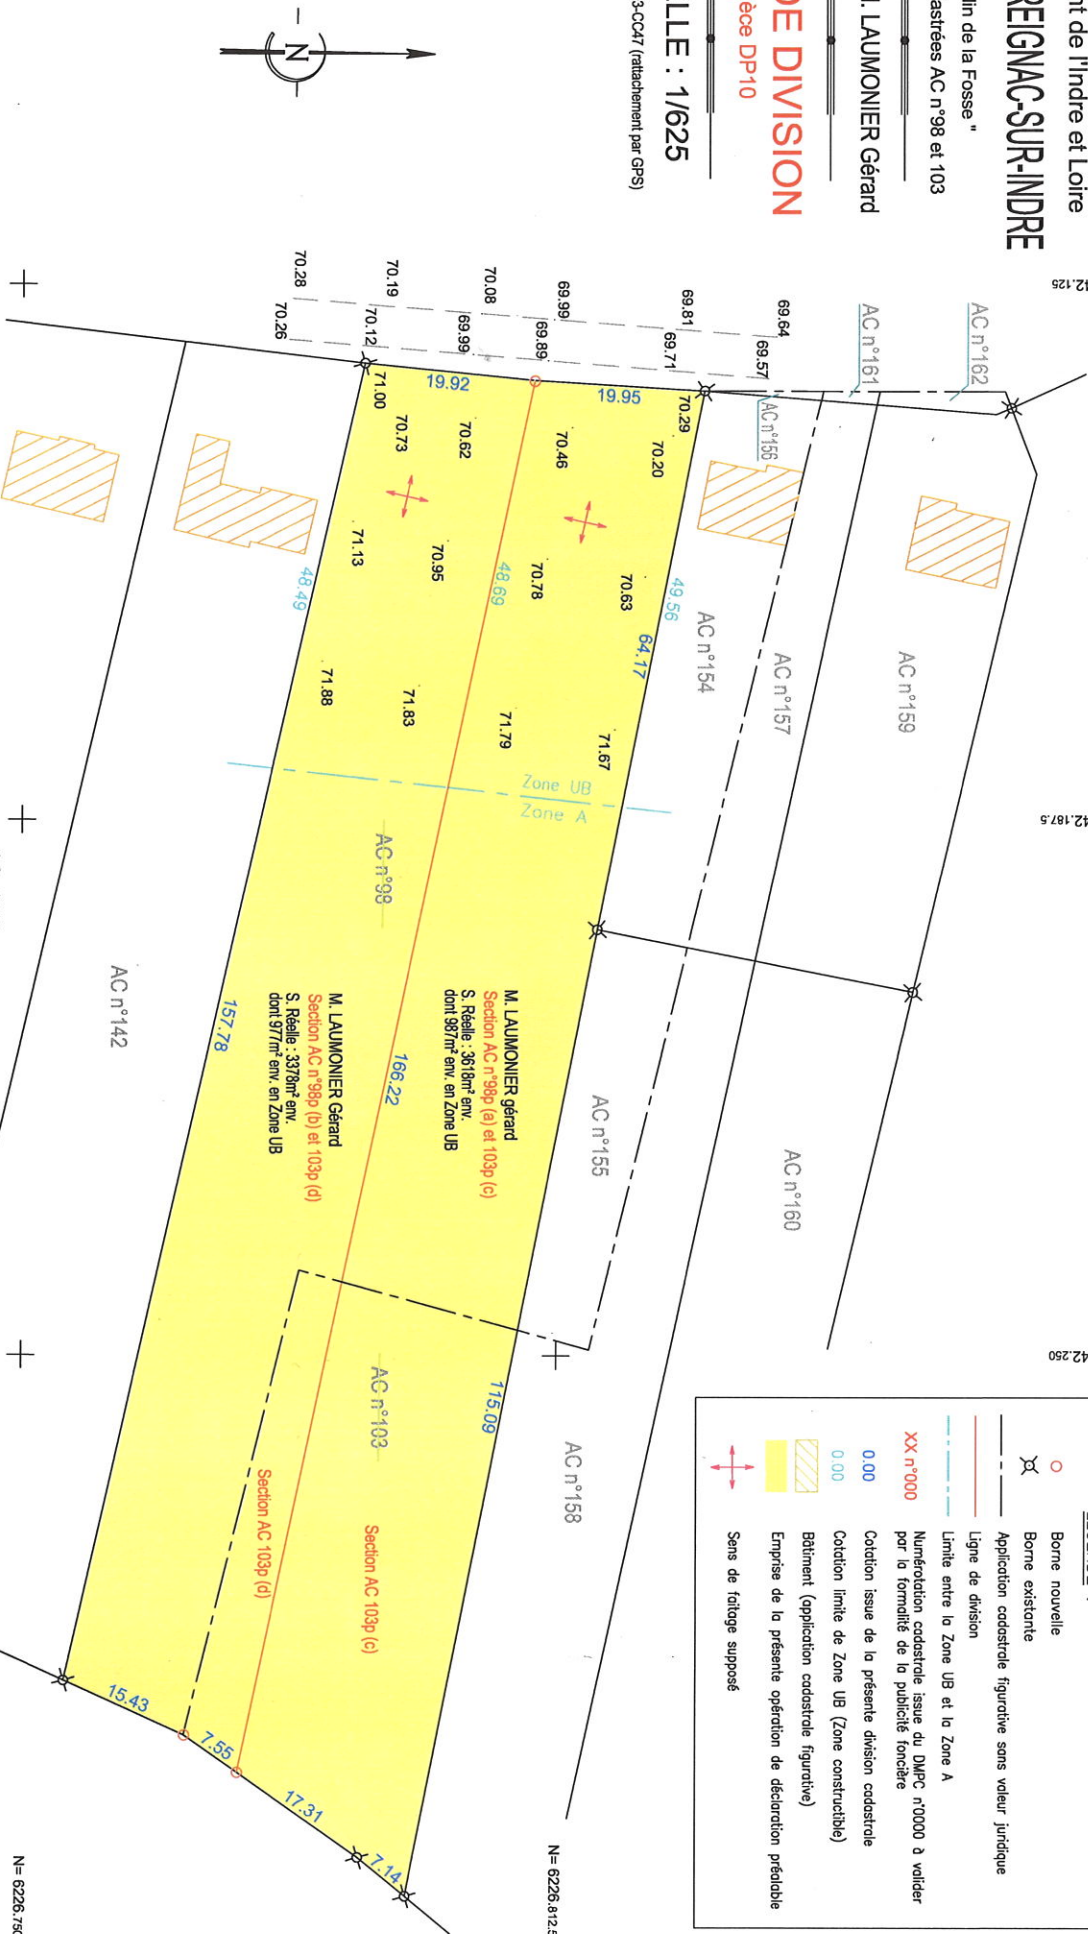 nt de l'Indre et Loire
REIGNAC-SUR-INDRE
lin de la Fosse "
astrées AC n°98 et 103
M. LAUMONIER Gérard
DE DIVISION
èce DP10
ELLE : 1/625
3-CC47 (rattachement par GPS)
N
42.125
42.187.5
42.250
AC n°162
AC n°161
AC n°156
AC n°159
AC n°157
AC n°154
AC n°160
AC n°155
AC n°158
AC n°142
AC n°98
AC n°103
69.64
69.57
69.81
69.71
69.99
69.89
70.08
69.99
70.19
70.12
70.28
70.26
70.29
70.20
70.46
70.62
70.73
71.00
19.95
19.92
70.63
70.78
70.95
71.13
49.56
48.69
48.49
64.17
71.67
71.79
71.83
71.88
Zone UB
Zone A
M. LAUMONIER gérard
Section AC n°98p (a) et 103p (c)
S. Réelle : 3618m² env.
dont 987m² env. en Zone UB
M. LAUMONIER Gérard
Section AC n°98p (b) et 103p (d)
S. Réelle : 3378m² env.
dont 977m² env. en Zone UB
166.22
157.78
115.09
Section AC 103p (c)
Section AC 103p (d)
15.43
7.55
17.31
7.14
Borne nouvelle
Borne existante
Application cadastrale figurative sans valeur juridique
Ligne de division
Limite entre la Zone UB et la Zone A
XX n°000 Numérotation cadastrale issue du DMPC n°0000 à valider
par la formalité de la publicité foncière
0.00 Cotation issue de la présente division cadastrale
0.00 Cotation limite de Zone UB (Zone constructible)
Bâtiment (application cadastrale figurative)
Emprise de la présente opération de déclaration préalable
Sens de faitage supposé
N= 6226.812.5
N= 6226.750